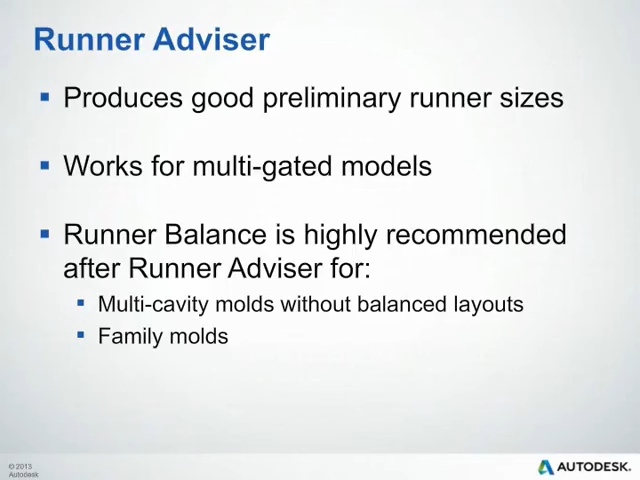 Runner Adviser
Produces good preliminary runner sizes
Works for multi-gated models
Runner Balance is highly recommended
after Runner Adviser for:
Multi-cavity molds without balanced layouts
Family molds
© 2013
Autodesk
AUTODESK.